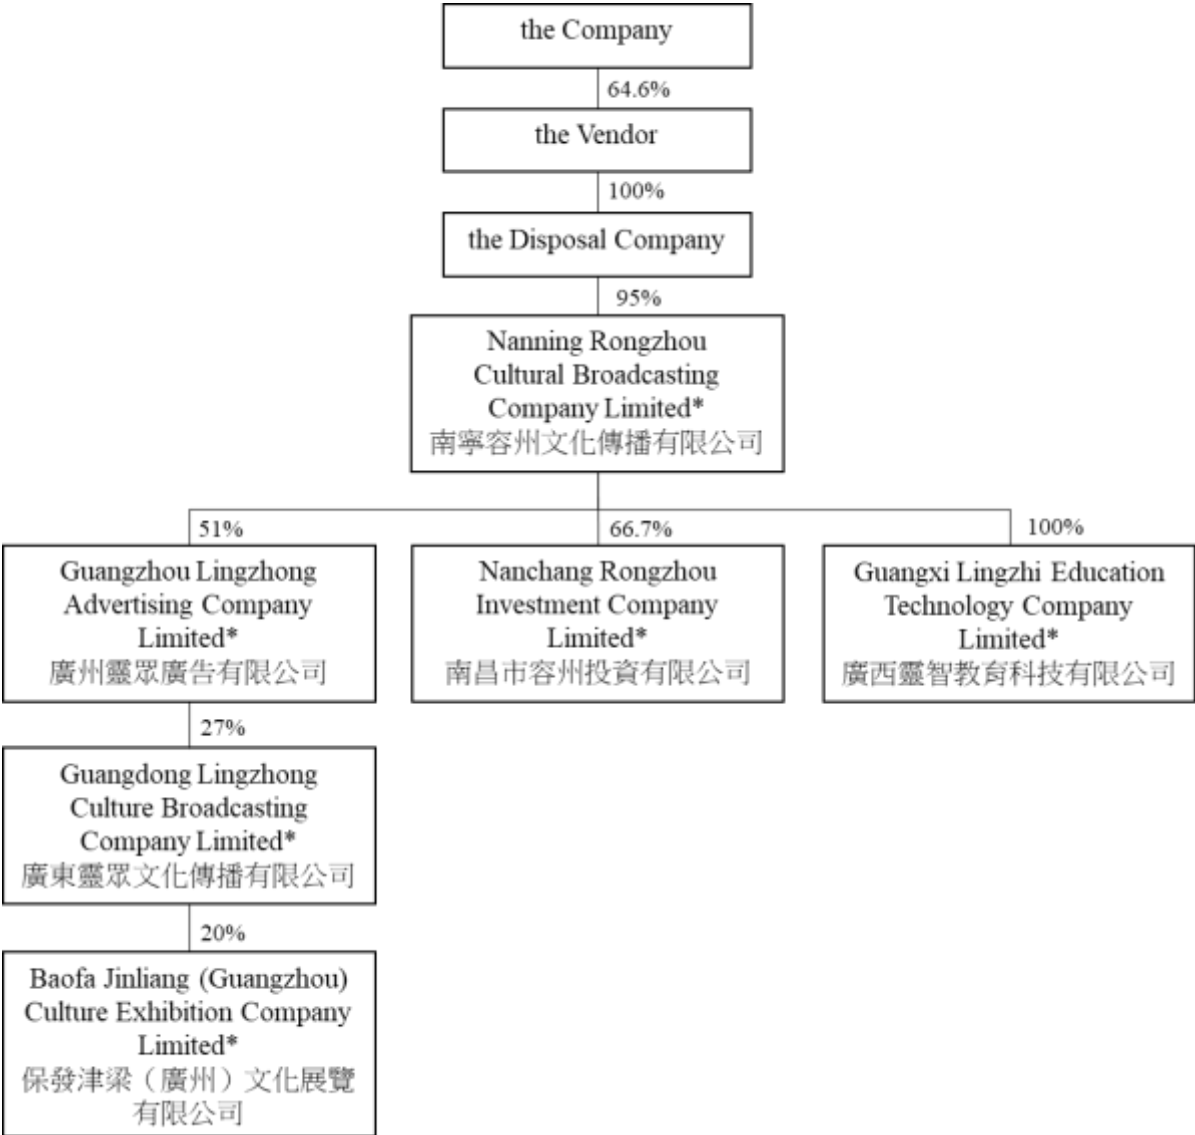 the Company
64.6%
the Vendor
100%
the Disposal Company
95%
Nanning Rongzhou
Cultural Broadcasting
Company Limited*
南寧容州文化傳播有限公司
51%
66.7%
100%
Guangzhou Lingzhong
Advertising Company
Limited*
廣州靈眾廣告有限公司
Nanchang Rongzhou
Investment Company
Limited*
南昌市容州投資有限公司
Guangxi Lingzhi Education
Technology Company
Limited*
廣西靈智教育科技有限公司
27%
Guangdong Lingzhong
Culture Broadcasting
Company Limited*
廣東靈眾文化傳播有限公司
20%
Baofa Jinliang (Guangzhou)
Culture Exhibition Company
Limited*
保發津梁（廣州）文化展覽
有限公司